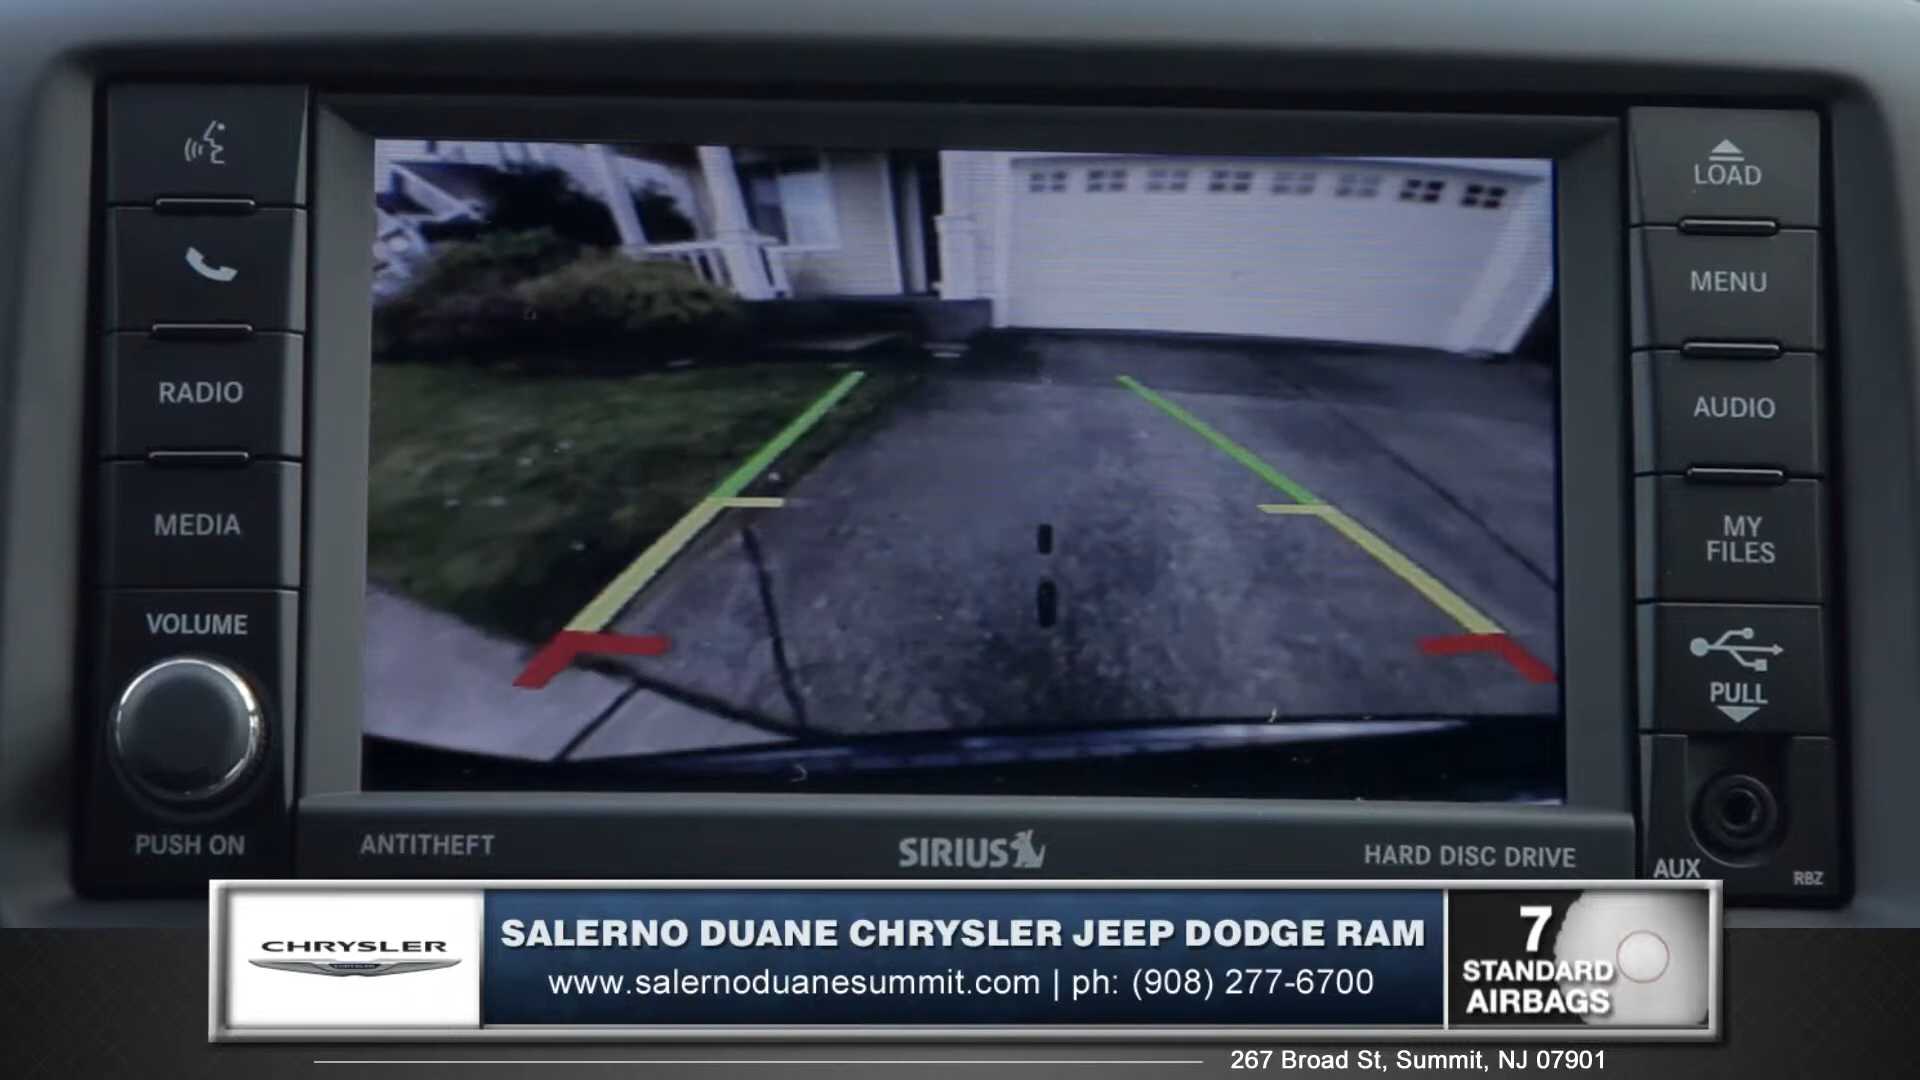 LOAD
MENU
RADIO
AUDIO
MEDIA
MY
FILES
VOLUME
PULL
PUSH ON
ANTITHEFT
SIRIUS
HARD DISC DRIVE
AUX
RBZ
CHRYSLER
SALERNO DUANE CHRYSLER JEEP DODGE RAM
www.salernoduanesummit.com | ph: (908) 277-6700
7
STANDARD
AIRBAGS
267 Broad St, Summit, NJ 07901